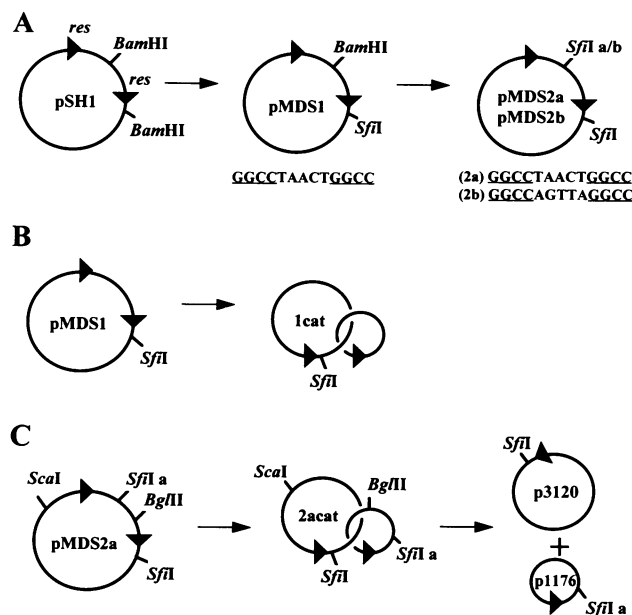 A
res
BamHI
res
pSH1
BamHI
BamHI
pMDS1
SfiI
GGCCTAACTGGCC
SfiI a/b
pMDS2a
pMDS2b
SfiI
(2a) GGCCTAACTGGCC
(2b) GGCCAGTTAGGCC
B
pMDS1
SfiI
1cat
SfiI
C
ScaI
SfiI a
BglII
pMDS2a
SfiI
ScaI
BglII
2acat
SfiI a
SfiI
SfiI
p3120
+
p1176
SfiI a